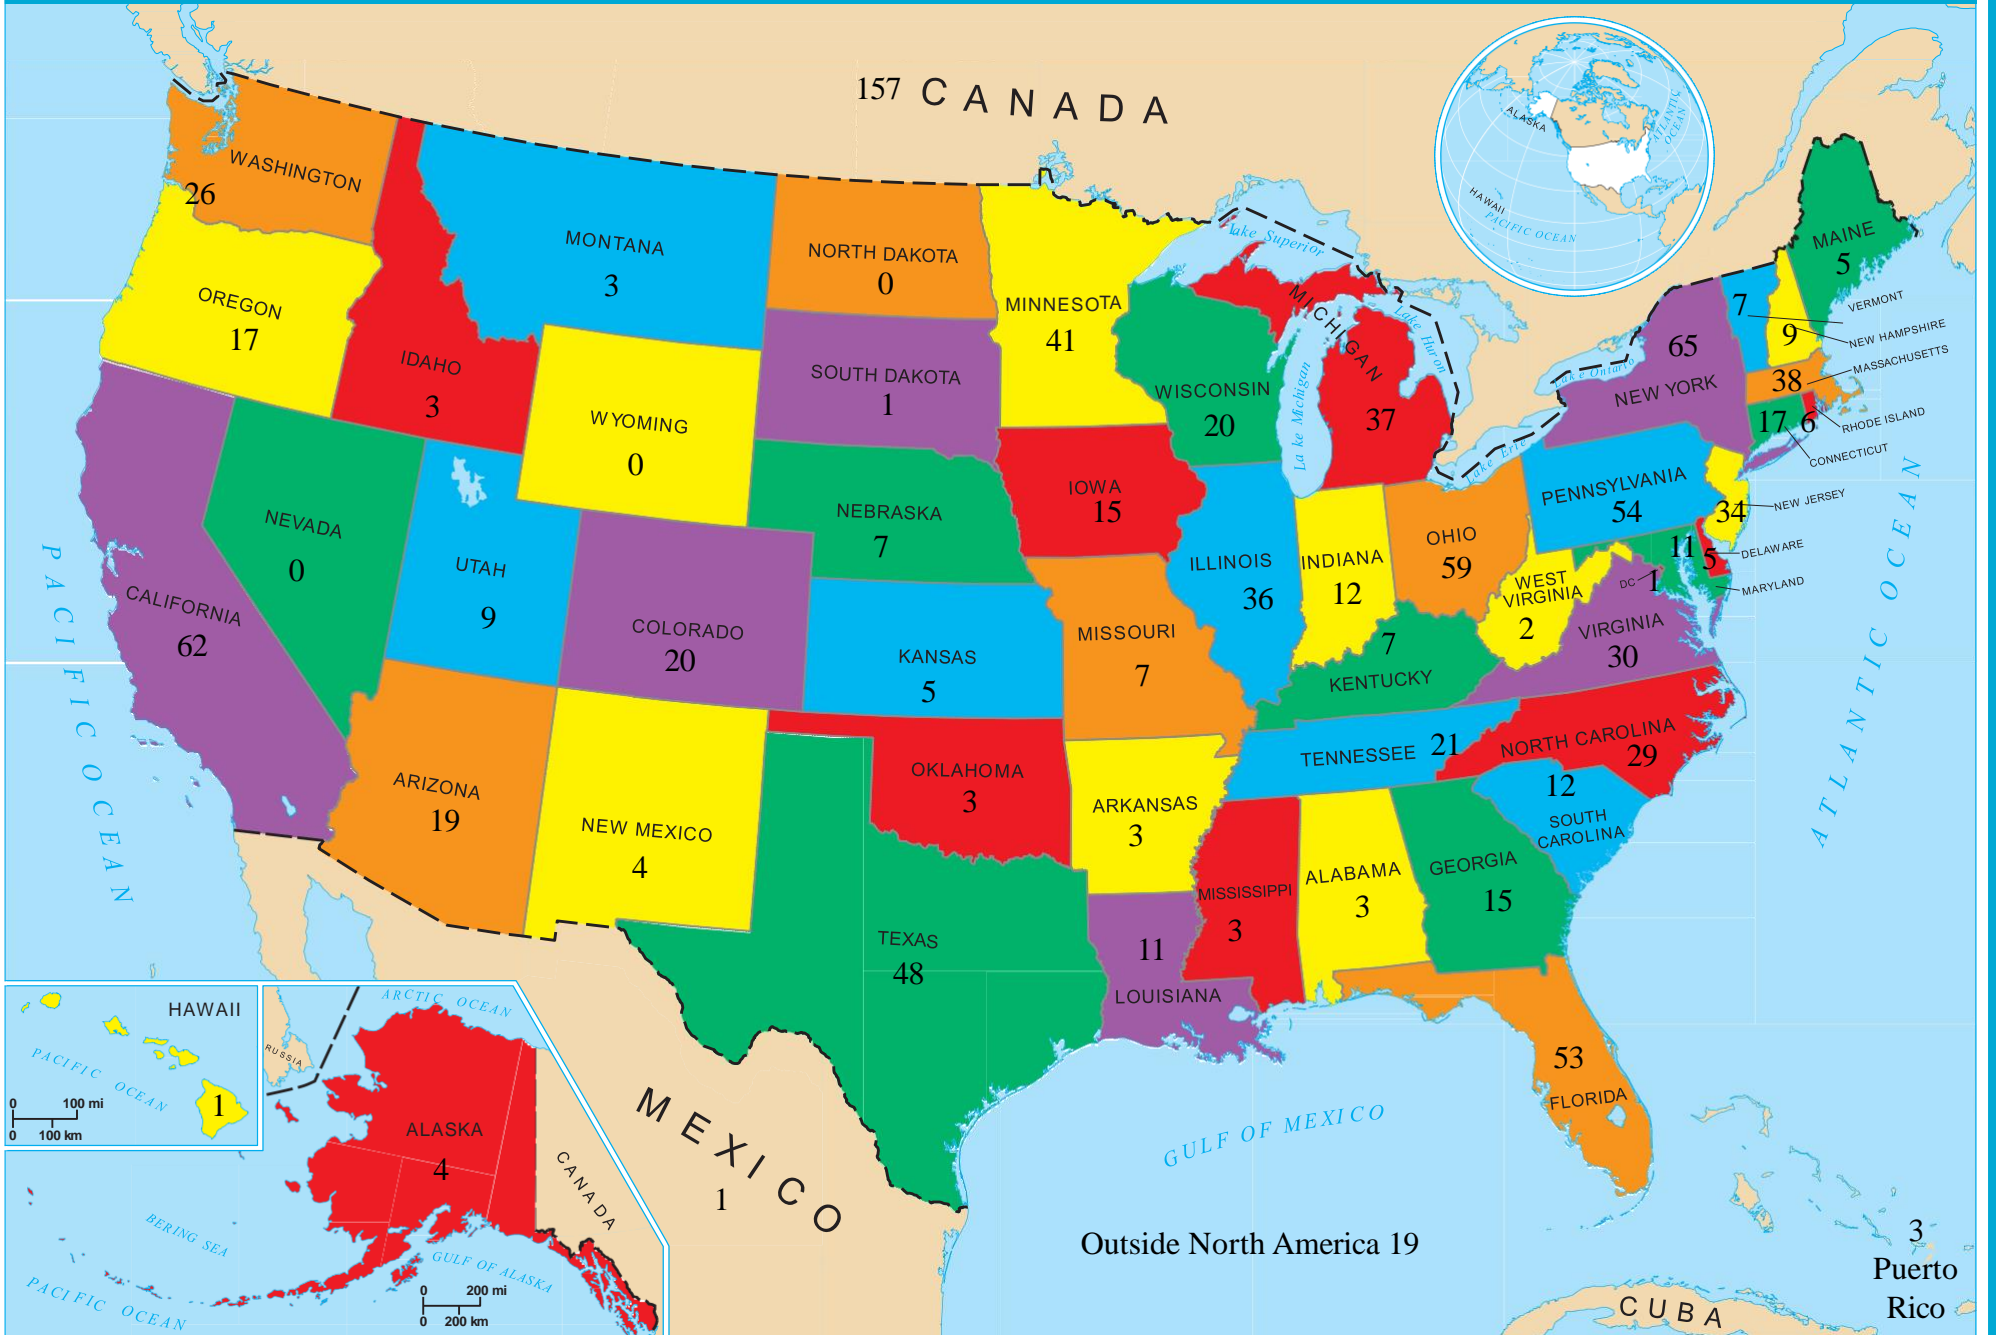 157 CANADA
ALASKA
ATLANTIC
OCEAN
HAWAII
PACIFIC OCEAN
WASHINGTON
26
MONTANA
3
NORTH DAKOTA
0
MINNESOTA
41
Lake Superior
MAINE
5
OREGON
17
IDAHO
3
WYOMING
0
SOUTH DAKOTA
1
WISCONSIN
20
Lake Michigan
MICHIGAN
37
Lake Huron
Lake Ontario
Lake Erie
65
NEW YORK
7
VERMONT
9
NEW HAMPSHIRE
38
MASSACHUSETTS
6
RHODE ISLAND
17
CONNECTICUT
NEVADA
0
UTAH
9
NEBRASKA
7
IOWA
15
ILLINOIS
36
INDIANA
12
OHIO
59
PENNSYLVANIA
54
34
NEW JERSEY
5
DELAWARE
11
MARYLAND
DC 1
WEST
VIRGINIA
2
VIRGINIA
30
CALIFORNIA
62
COLORADO
20
KANSAS
5
MISSOURI
7
7
KENTUCKY
PACIFIC OCEAN
ATLANTIC OCEAN
ARIZONA
19
NEW MEXICO
4
OKLAHOMA
3
ARKANSAS
3
TENNESSEE 21
NORTH CAROLINA
29
12
SOUTH
CAROLINA
MISSISSIPPI
3
ALABAMA
3
GEORGIA
15
TEXAS
48
11
LOUISIANA
53
FLORIDA
HAWAII
PACIFIC OCEAN
1
0 100 mi
0 100 km
ARCTIC OCEAN
RUSSIA
ALASKA
4
CANADA
BERING SEA
GULF OF ALASKA
PACIFIC OCEAN
0 200 mi
0 200 km
MEXICO
1
GULF OF MEXICO
Outside North America 19
3
Puerto
Rico
CUBA